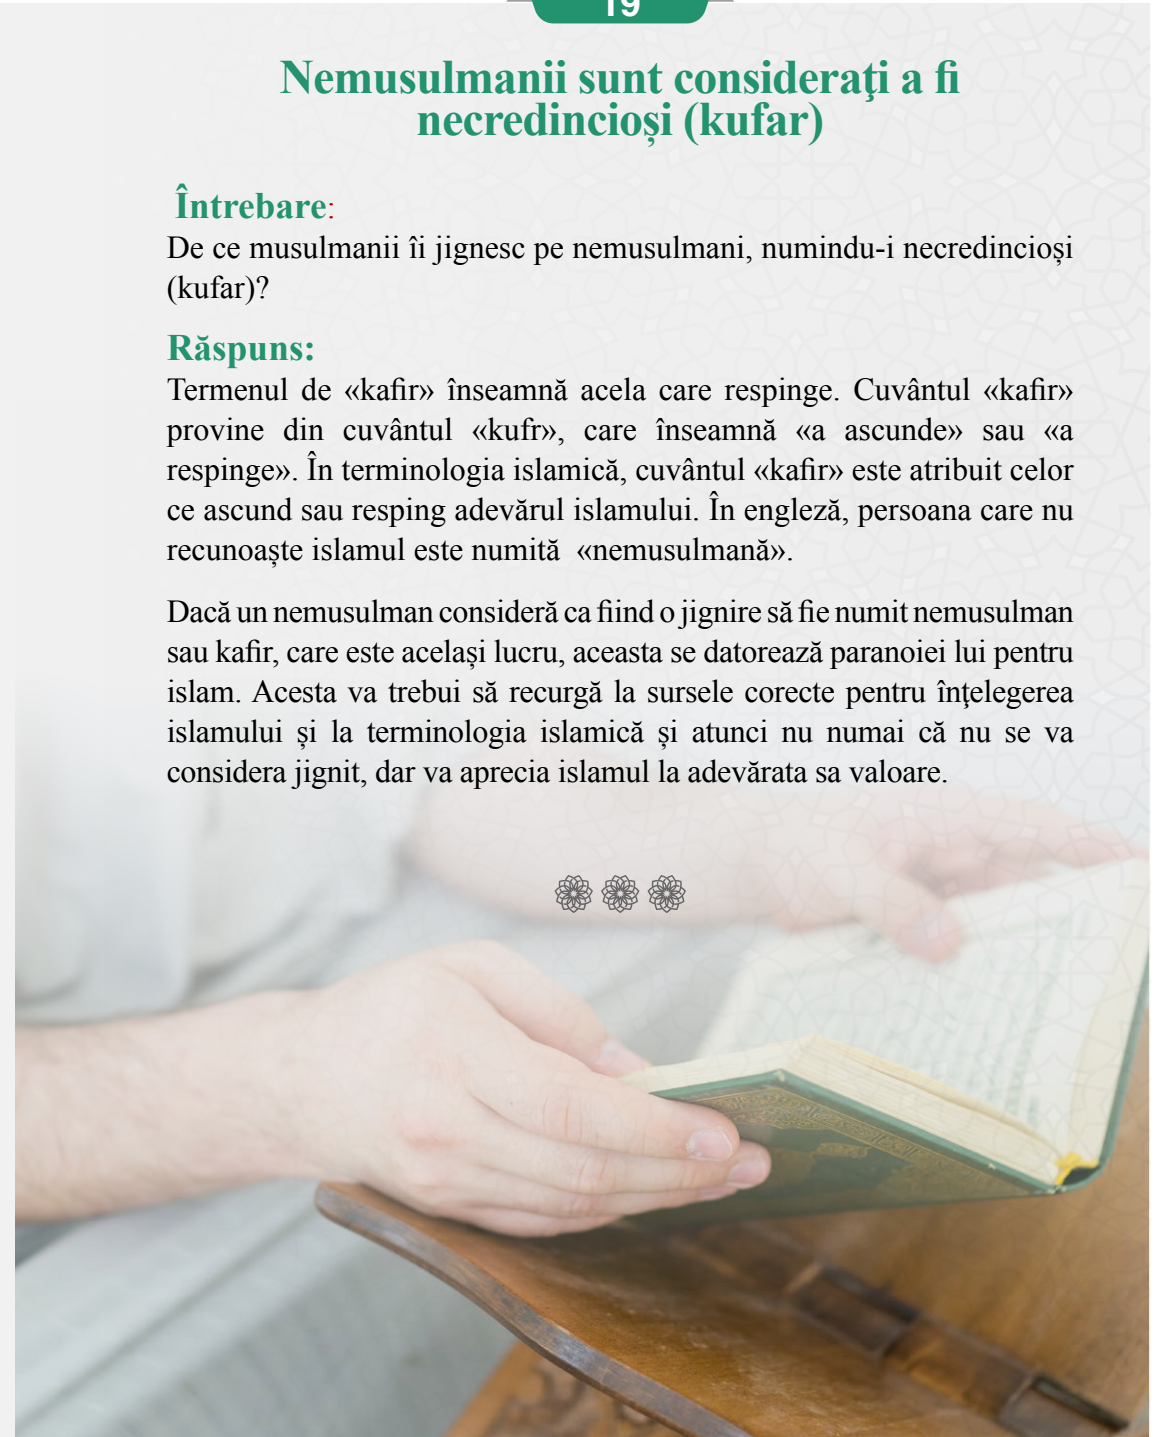 19
Nemusulmanii sunt consideraţi a fi
necredincioși (kufar)
Întrebare:
De ce musulmanii îi jignesc pe nemusulmani, numindu-i necredincioși
(kufar)?
Răspuns:
Termenul de «kafir» înseamnă acela care respinge. Cuvântul «kafir»
provine din cuvântul «kufr», care înseamnă «a ascunde» sau «a
respinge». În terminologia islamică, cuvântul «kafir» este atribuit celor
ce ascund sau resping adevărul islamului. În engleză, persoana care nu
recunoaște islamul este numită «nemusulmană».
Dacă un nemusulman consideră ca fiind o jignire să fie numit nemusulman
sau kafir, care este același lucru, aceasta se datorează paranoiei lui pentru
islam. Acesta va trebui să recurgă la sursele corecte pentru înţelegerea
islamului și la terminologia islamică și atunci nu numai că nu se va
considera jignit, dar va aprecia islamul la adevărata sa valoare.